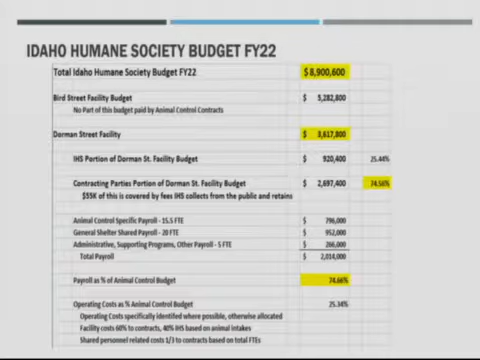 IDAHO HUMANE SOCIETY BUDGET FY22
Total Idaho Humane Society Budget FY22 $ 8,900,600
Bird Street Facility Budget $ 5,282,800
No Part of this budget paid by Animal Control Contracts
Dorman Street Facility $ 3,617,800
IHS Portion of Dorman St. Facility Budget $ 920,400 25.44%
Contracting Parties Portion of Dorman St. Facility Budget $ 2,697,400 74.56%
$55K of this is covered by fees IHS collects from the public and retains
Animal Control Specific Payroll - 15.5 FTE $ 796,000
General Shelter Shared Payroll - 20 FTE $ 952,000
Administrative, Supporting Programs, Other Payroll - 5 FTE $ 266,000
Total Payroll $ 2,014,000
Payroll as % of Animal Control Budget 74.66%
Operating Costs as % Animal Control Budget 25.34%
Operating Costs specifically identifed where possible, otherwise allocated
Facility costs 60% to contracts, 40% IHS based on animal intakes
Shared personnel related costs 1/3 to contracts based on total FTEs